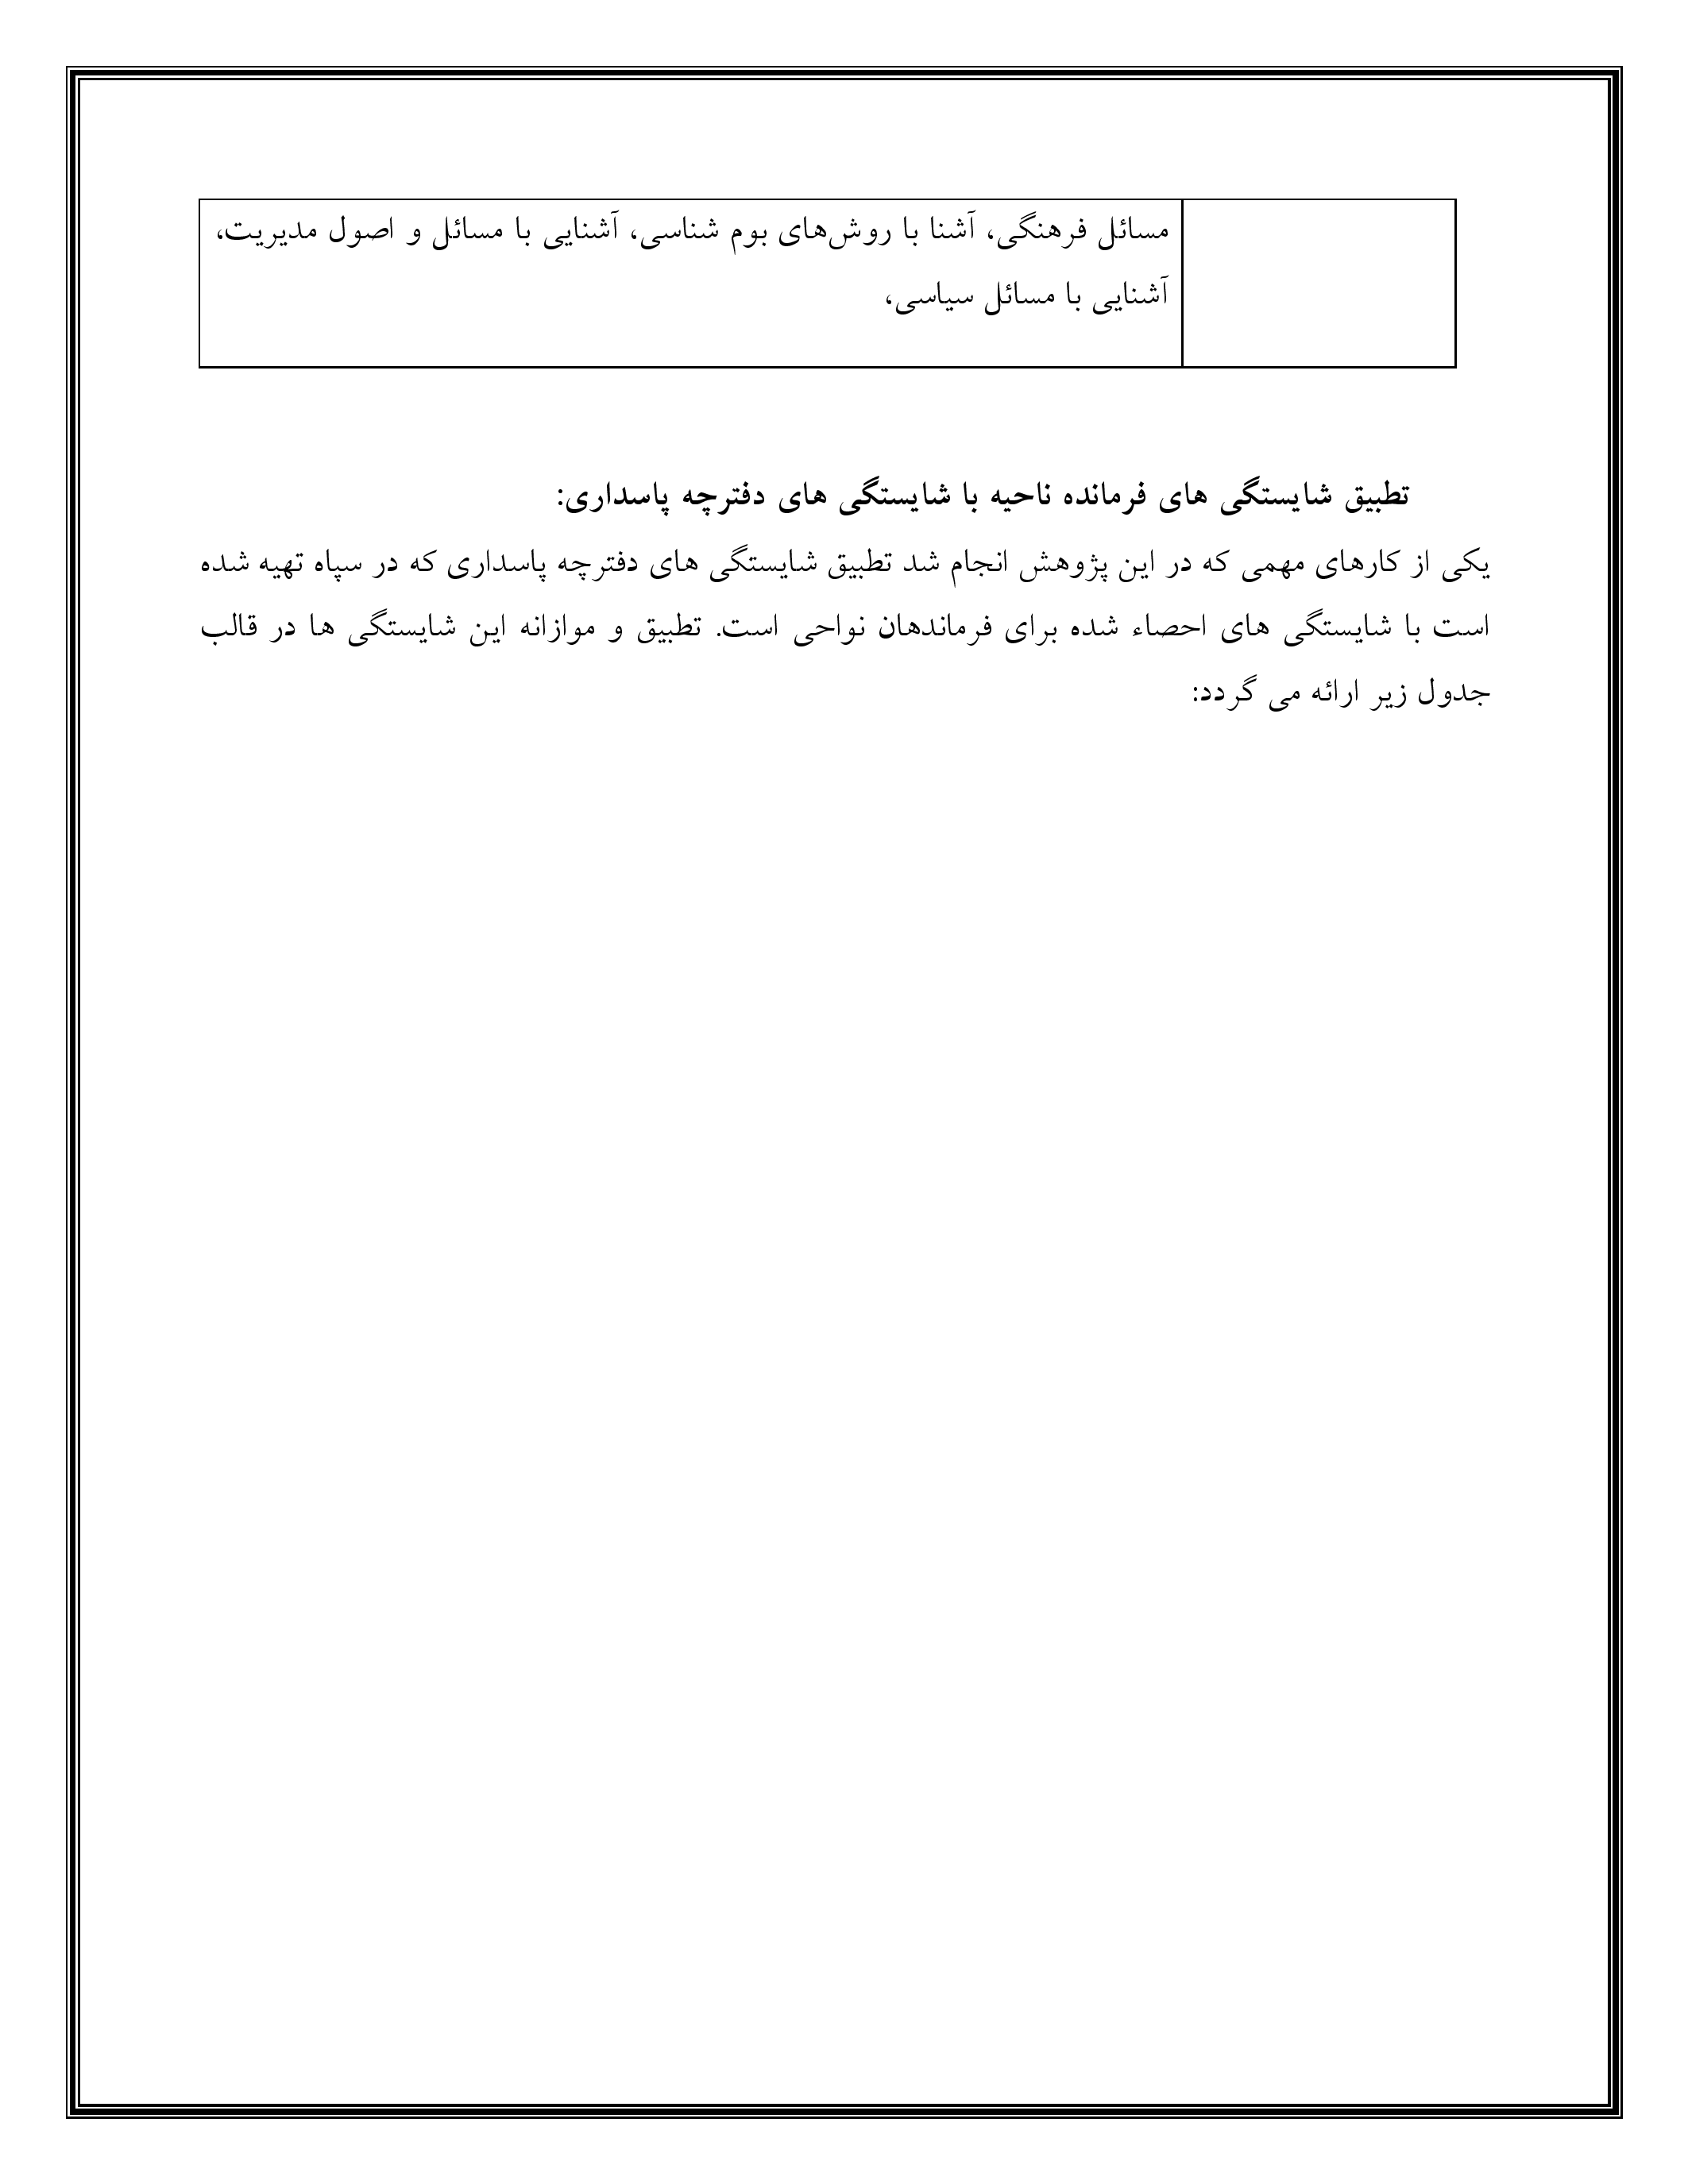 مسائل فرهنگی، آشنا با روش‌های بوم شناسی، آشنایی با مسائل و اصول مدیریت،
آشنایی با مسائل سیاسی،
تطبیق شایستگی های فرمانده ناحیه با شایستگی های دفترچه پاسداری:
یکی از کارهای مهمی که در این پژوهش انجام شد تطبیق شایستگی های دفترچه پاسداری که در سپاه تهیه شده
است با شایستگی های احصاء شده برای فرماندهان نواحی است. تطبیق و موازانه این شایستگی ها در قالب
جدول زیر ارائه می گردد: